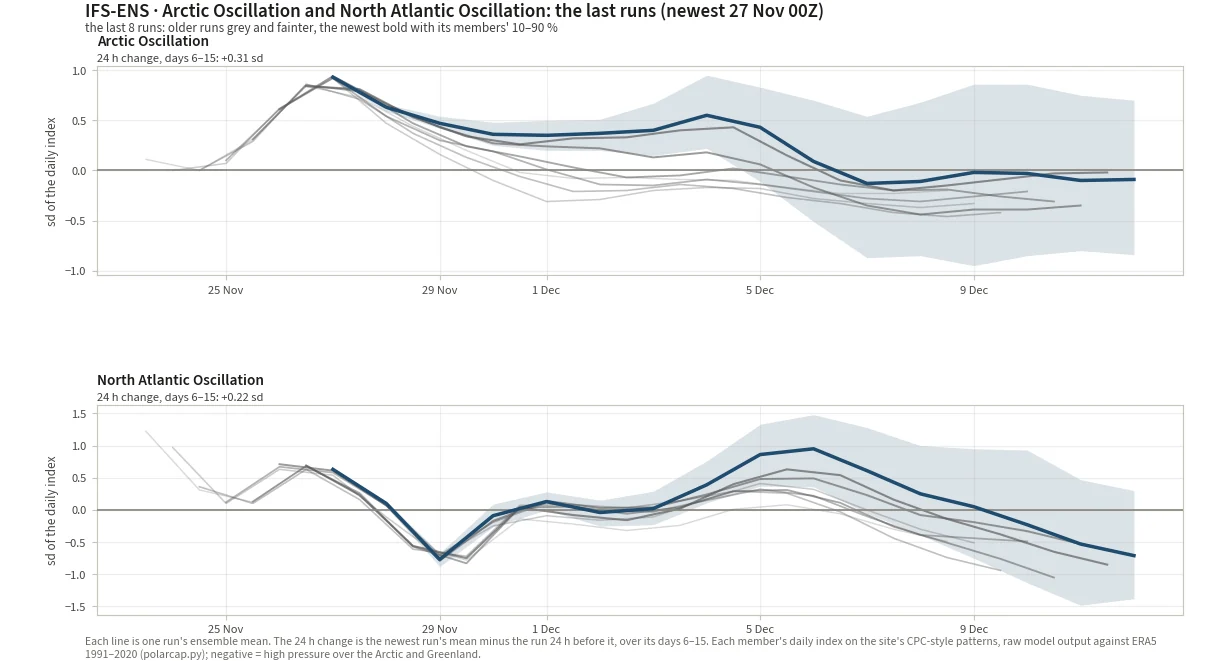 IFS-ENS · Arctic Oscillation and North Atlantic Oscillation: the last runs (newest 27 Nov 00Z)
the last 8 runs: older runs grey and fainter, the newest bold with its members' 10–90 %
Arctic Oscillation
24 h change, days 6–15: +0.31 sd
sd of the daily index
1.0
0.5
0.0
−0.5
−1.0
25 Nov
29 Nov
1 Dec
5 Dec
9 Dec
North Atlantic Oscillation
24 h change, days 6–15: +0.22 sd
sd of the daily index
1.5
1.0
0.5
0.0
−0.5
−1.0
−1.5
25 Nov
29 Nov
1 Dec
5 Dec
9 Dec
Each line is one run's ensemble mean. The 24 h change is the newest run's mean minus the run 24 h before it, over its days 6–15. Each member's daily index on the site's CPC-style patterns, raw model output against ERA5
1991–2020 (polarcap.py); negative = high pressure over the Arctic and Greenland.